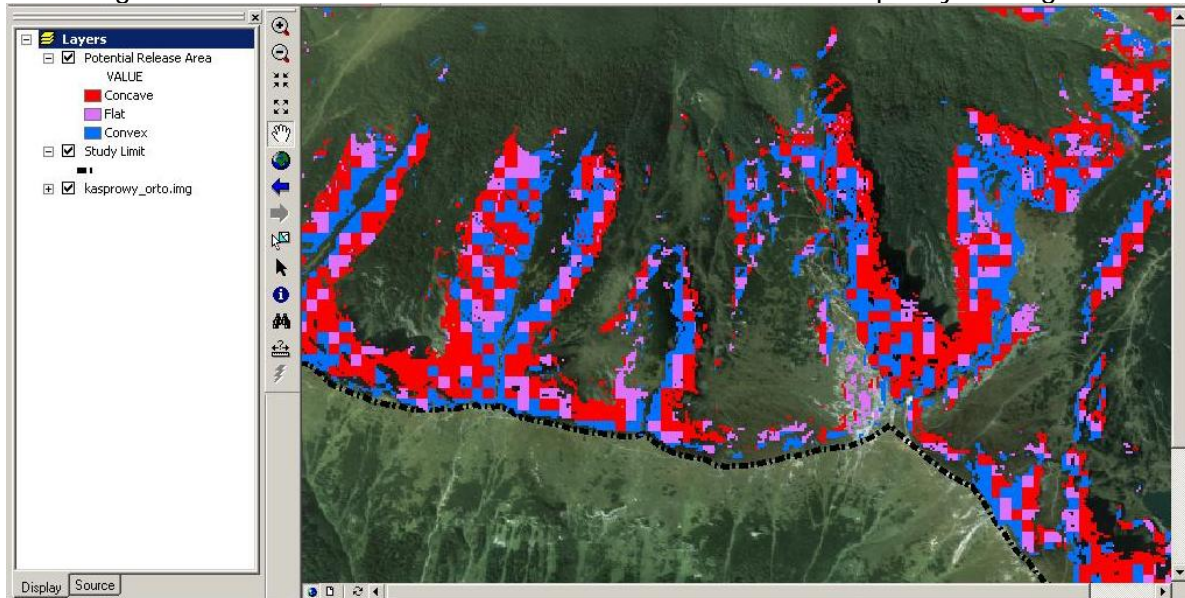 Layers
Potential Release Area
VALUE
Concave
Flat
Convex
Study Limit
kasprowy_orto.img
Display Source